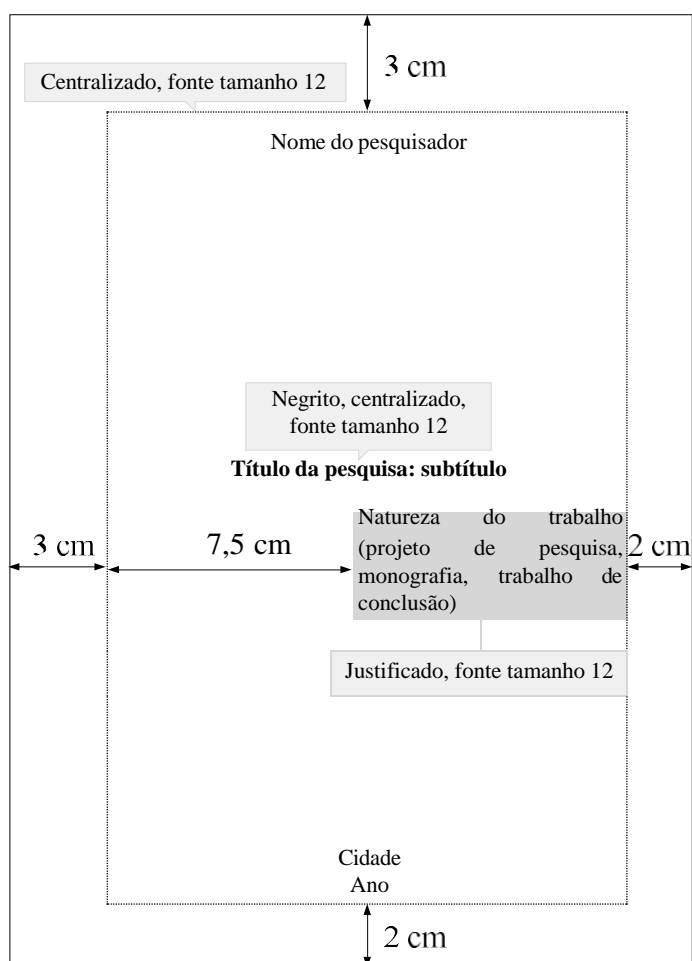 3 cm
Centralizado, fonte tamanho 12
Nome do pesquisador
Negrito, centralizado,
fonte tamanho 12
Título da pesquisa: subtítulo
3 cm
7,5 cm
Natureza do trabalho
(projeto de pesquisa,
monografia, trabalho de
conclusão)
2 cm
Justificado, fonte tamanho 12
Cidade
Ano
2 cm